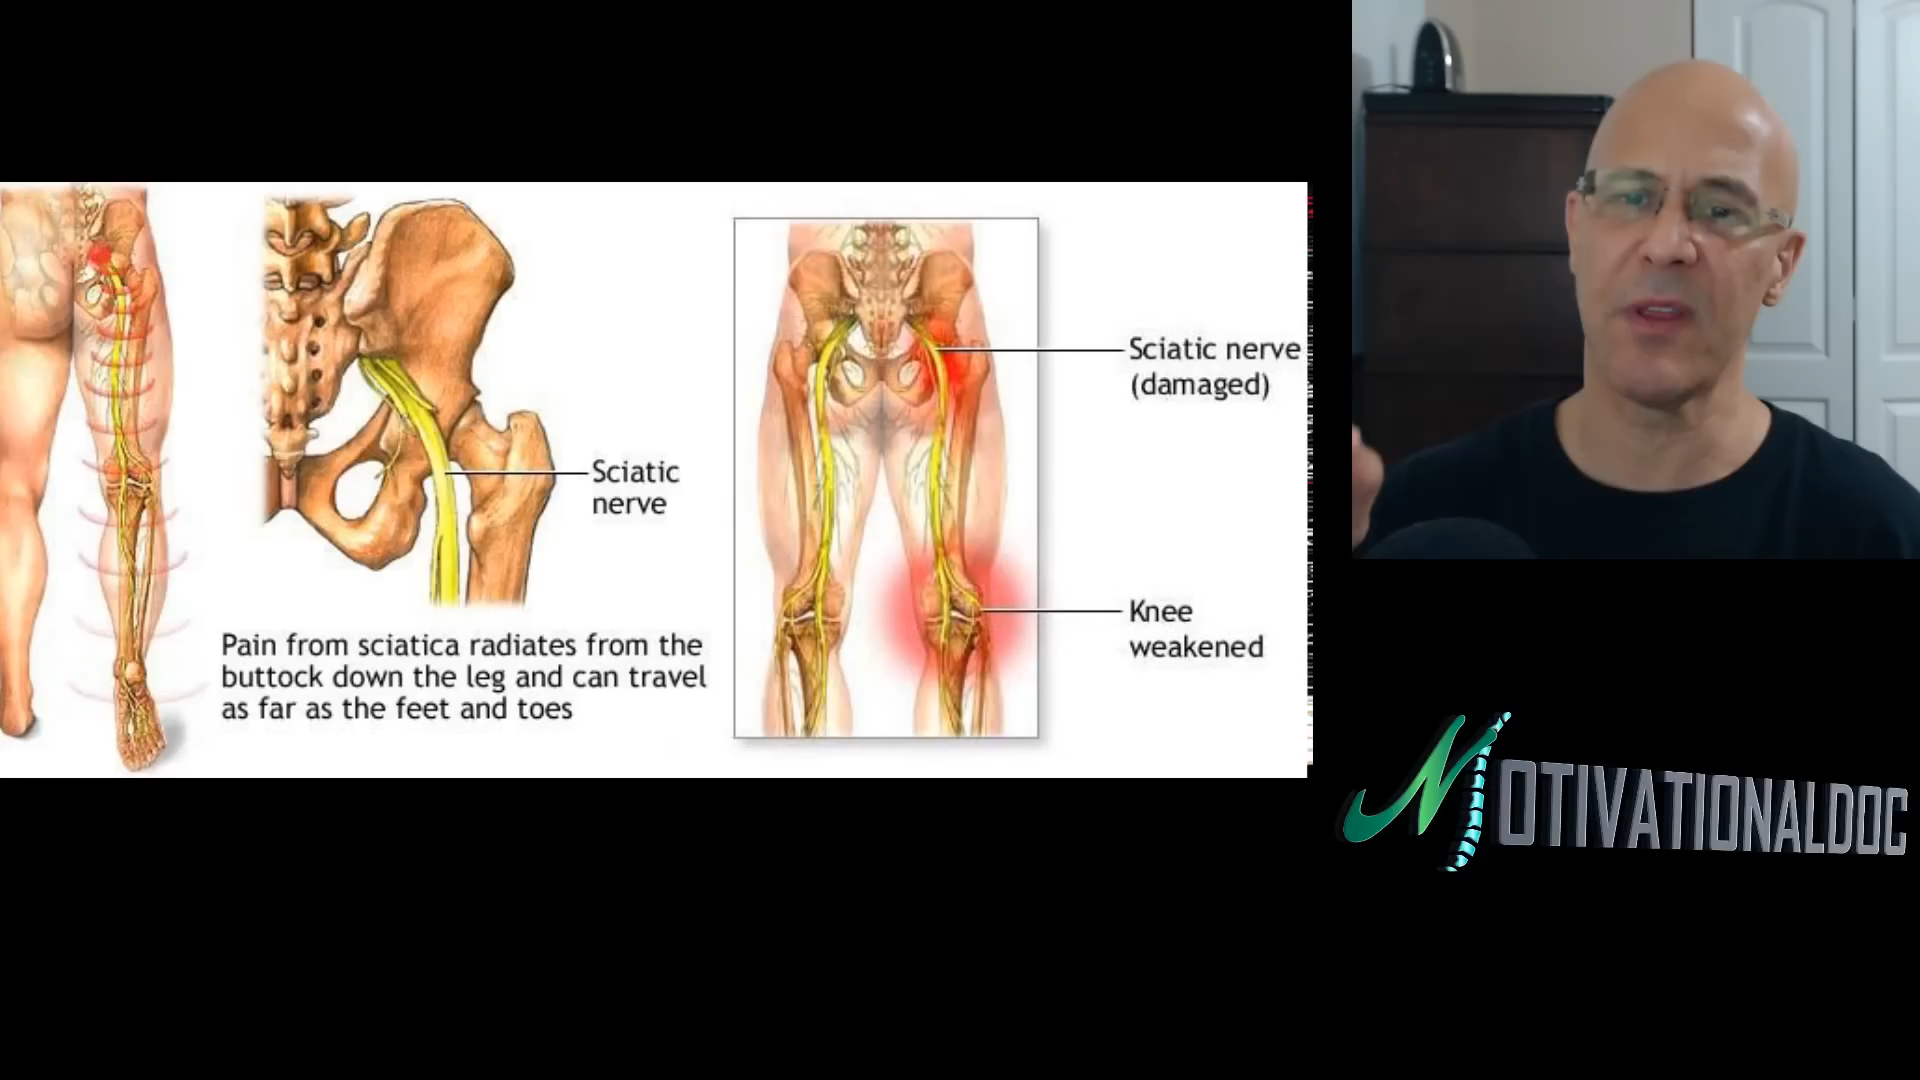 Sciatic
nerve
Pain from sciatica radiates from the
buttock down the leg and can travel
as far as the feet and toes
Sciatic nerve
(damaged)
Knee
weakened
MOTIVATIONALDOC